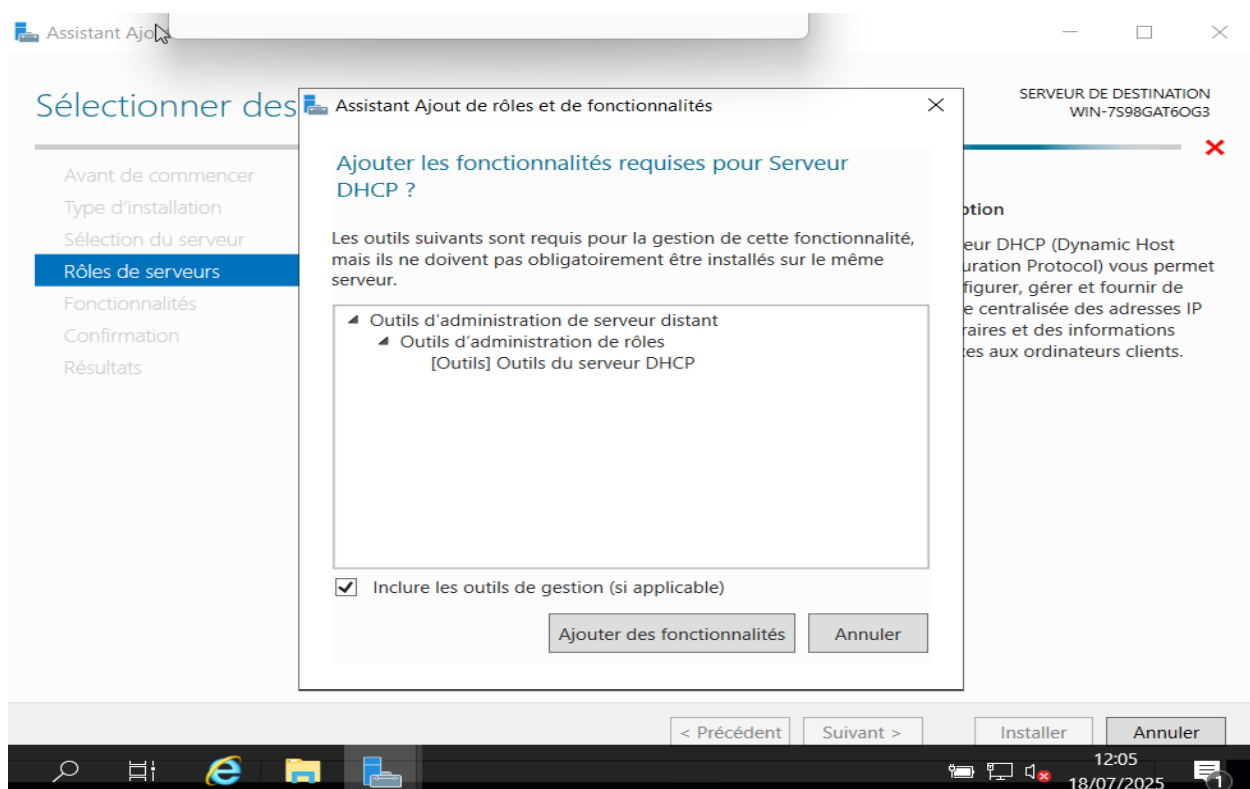 Assistant Ajo
Sélectionner des
SERVEUR DE DESTINATION
WIN-7S98GAT6OG3
Avant de commencer
Type d'installation
Sélection du serveur
Rôles de serveurs
Fonctionnalités
Confirmation
Résultats
Assistant Ajout de rôles et de fonctionnalités
Ajouter les fonctionnalités requises pour Serveur
DHCP ?
Les outils suivants sont requis pour la gestion de cette fonctionnalité,
mais ils ne doivent pas obligatoirement être installés sur le même
serveur.
Outils d'administration de serveur distant
Outils d'administration de rôles
[Outils] Outils du serveur DHCP
Inclure les outils de gestion (si applicable)
Ajouter des fonctionnalités
Annuler
ption
eur DHCP (Dynamic Host
uration Protocol) vous permet
figurer, gérer et fournir de
e centralisée des adresses IP
raires et des informations
es aux ordinateurs clients.
< Précédent
Suivant >
Installer
Annuler
12:05
18/07/2025
1